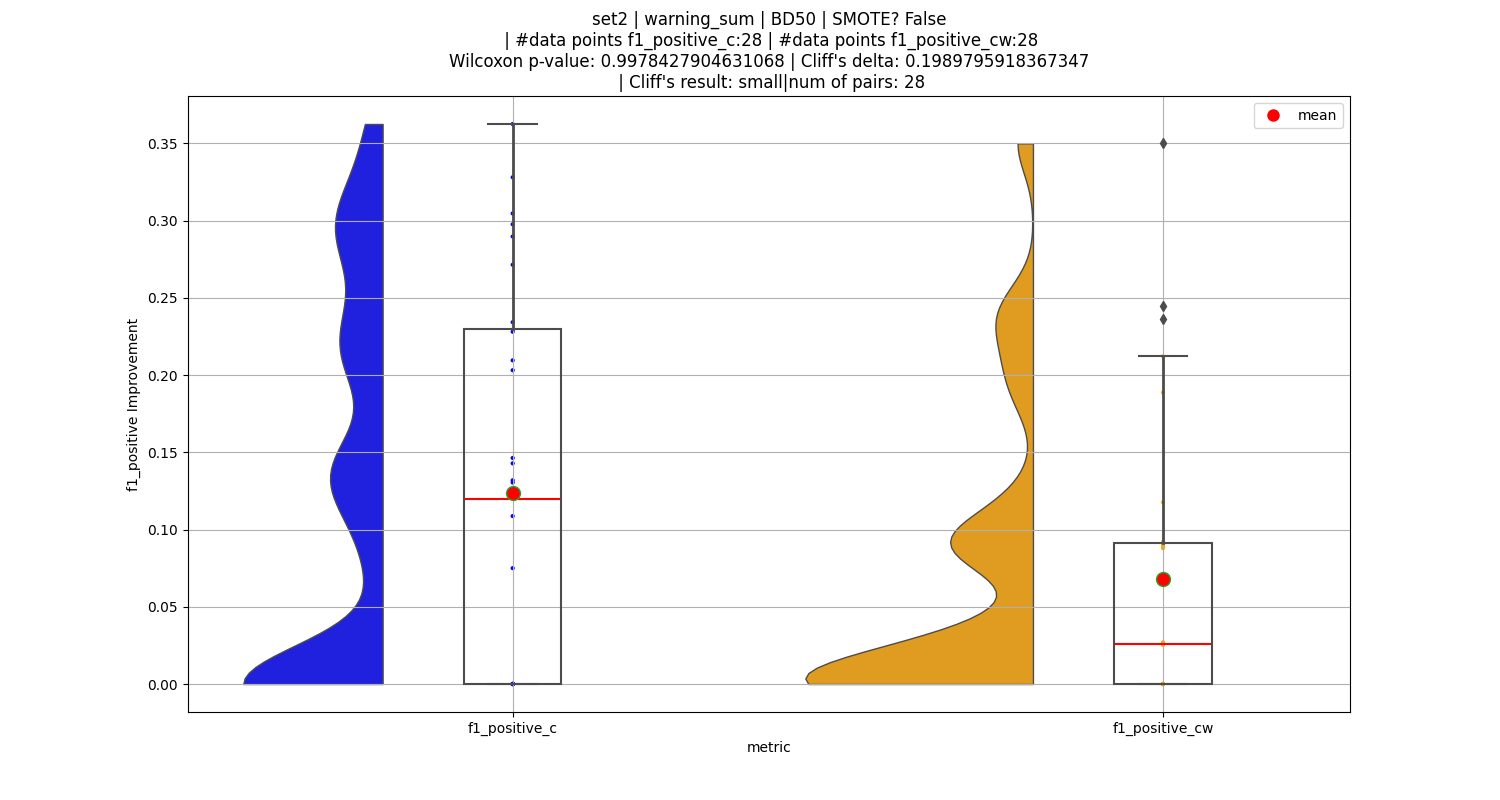 set2 | warning_sum | BD50 | SMOTE? False
| #data points f1_positive_c:28 | #data points f1_positive_cw:28
Wilcoxon p-value: 0.9978427904631068 | Cliff's delta: 0.1989795918367347
| Cliff's result: small|num of pairs: 28
mean
0.35
0.30
0.25
0.20
0.15
0.10
0.05
0.00
f1_positive Improvement
f1_positive_c
f1_positive_cw
metric